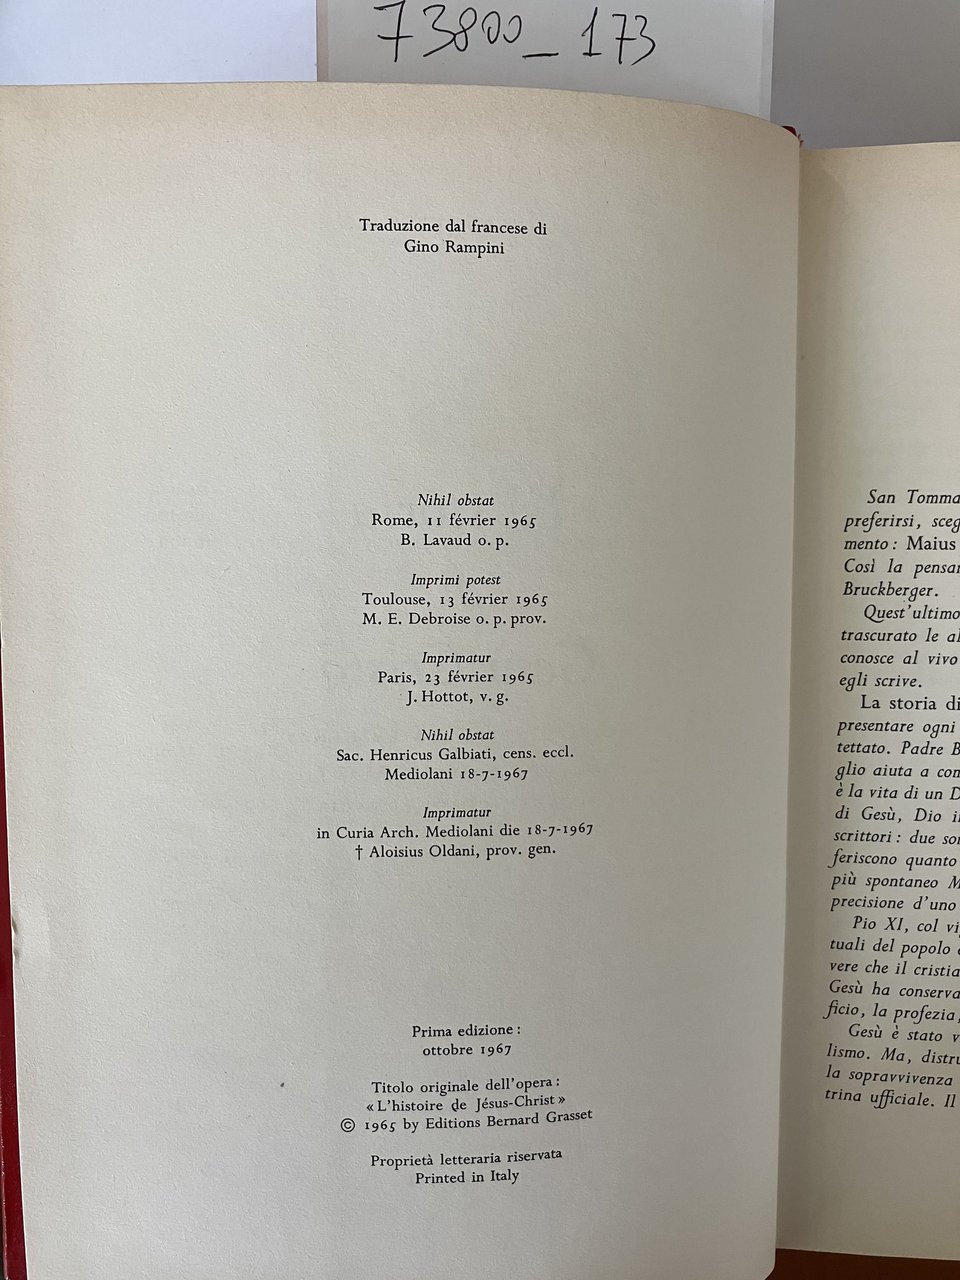 73800_173
Traduzione dal francese di
Gino Rampini
Nihil obstat
Rome, 11 février 1965
B. Lavaud o. p.
Imprimi potest
Toulouse, 13 février 1965
M. E. Debroise o. p. prov.
Imprimatur
Paris, 23 février 1965
J. Hottot, v. g.
Nihil obstat
Sac. Henricus Galbiati, cens. eccl.
Mediolani 18-7-1967
Imprimatur
in Curia Arch. Mediolani die 18-7-1967
† Aloisius Oldani, prov. gen.
Prima edizione :
ottobre 1967
Titolo originale dell'opera :
« L'histoire de Jésus-Christ »
© 1965 by Editions Bernard Grasset
Proprietà letteraria riservata
Printed in Italy
San Tomma
preferirsi, sceg
mento : Maius
Così la pensa
Bruckberger.
Quest'ultimo
trascurato le al
conosce al vivo
egli scrive.
La storia di
presentare ogni
tettato. Padre B
glio aiuta a com
è la vita di un D
di Gesù, Dio i
scrittori : due so
feriscono quanto
più spontaneo M
precisione d'uno
Pio XI, col vi
tuali del popolo
vere che il cristia
Gesù ha conserva
ficio, la profezia,
Gesù è stato v
lismo. Ma, distru
la sopravvivenza
trina ufficiale. Il